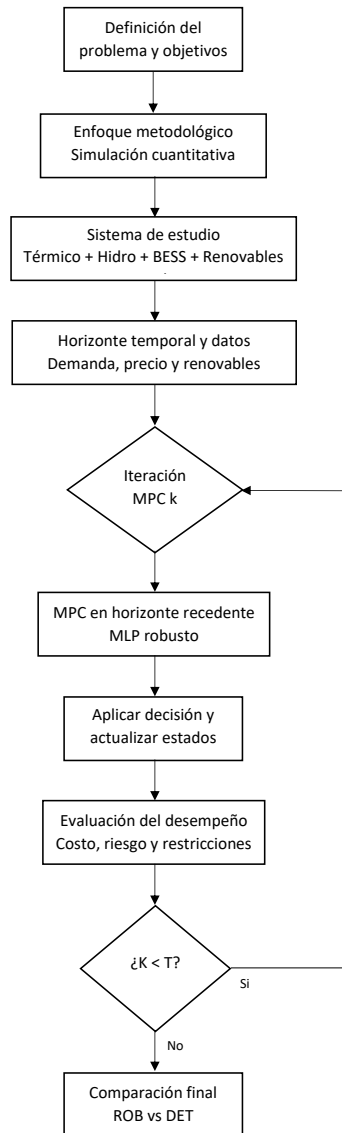 Definición del
problema y objetivos
Enfoque metodológico
Simulación cuantitativa
Sistema de estudio
Térmico + Hidro + BESS + Renovables
Horizonte temporal y datos
Demanda, precio y renovables
Iteración
MPC k
MPC en horizonte recedente
MLP robusto
Aplicar decisión y
actualizar estados
Evaluación del desempeño
Costo, riesgo y restricciones
¿K < T?
Si
No
Comparación final
ROB vs DET